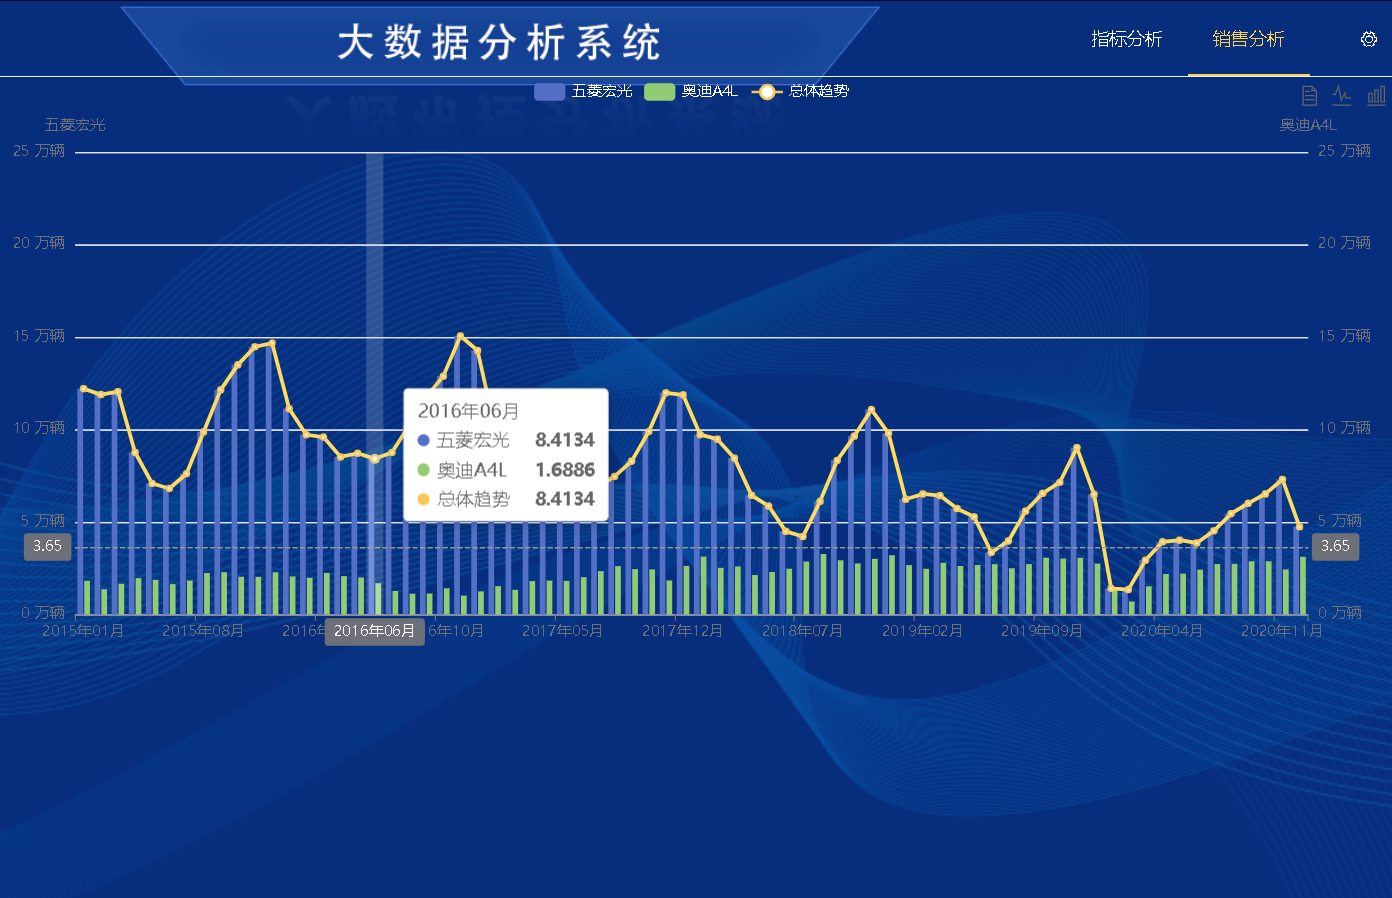 大数据分析系统
指标分析
销售分析
五菱宏光
奥迪A4L
总体趋势
五菱宏光
奥迪A4L
25 万辆
25 万辆
20 万辆
20 万辆
15 万辆
15 万辆
10 万辆
10 万辆
5 万辆
5 万辆
3.65
3.65
0 万辆
0 万辆
2016年06月
五菱宏光 8.4134
奥迪A4L 1.6886
总体趋势 8.4134
2015年01月
2015年08月
2016
2016年06月
6年10月
2017年05月
2017年12月
2018年07月
2019年02月
2019年09月
2020年04月
2020年11月